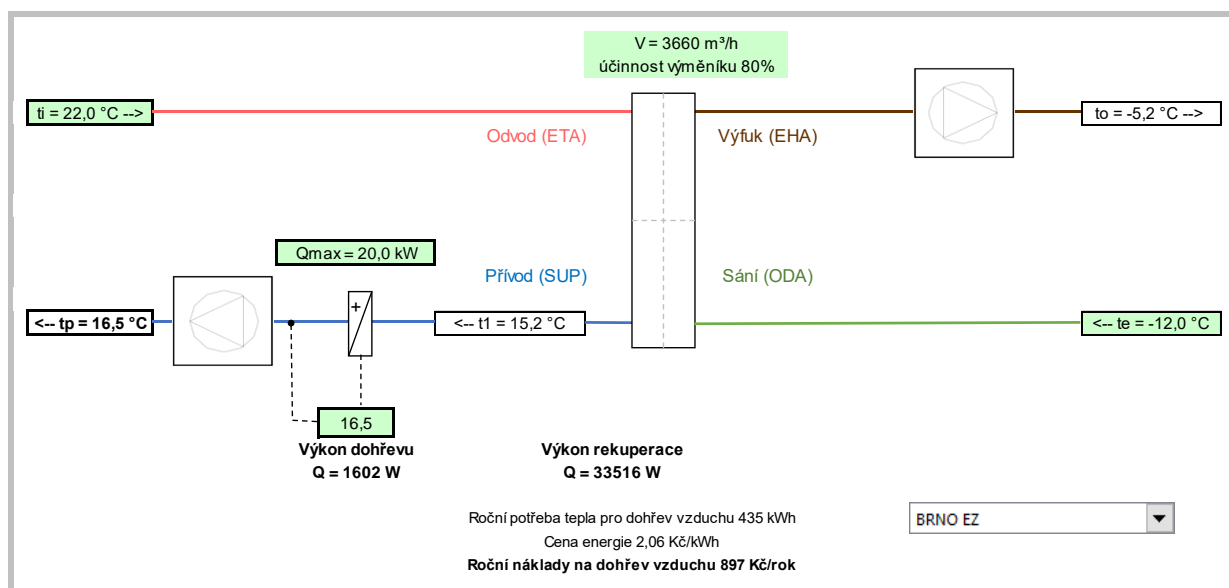 V = 3660 m³/h
účinnost výměníku 80%
ti = 22,0 °C -->
to = -5,2 °C -->
Odvod (ETA)
Výfuk (EHA)
Qmax = 20,0 kW
Přívod (SUP)
Sání (ODA)
+
<-- tp = 16,5 °C
<-- t1 = 15,2 °C
<-- te = -12,0 °C
16,5
Výkon dohřevu
Q = 1602 W
Výkon rekuperace
Q = 33516 W
Roční potřeba tepla pro dohřev vzduchu 435 kWh
BRNO EZ
Cena energie 2,06 Kč/kWh
Roční náklady na dohřev vzduchu 897 Kč/rok